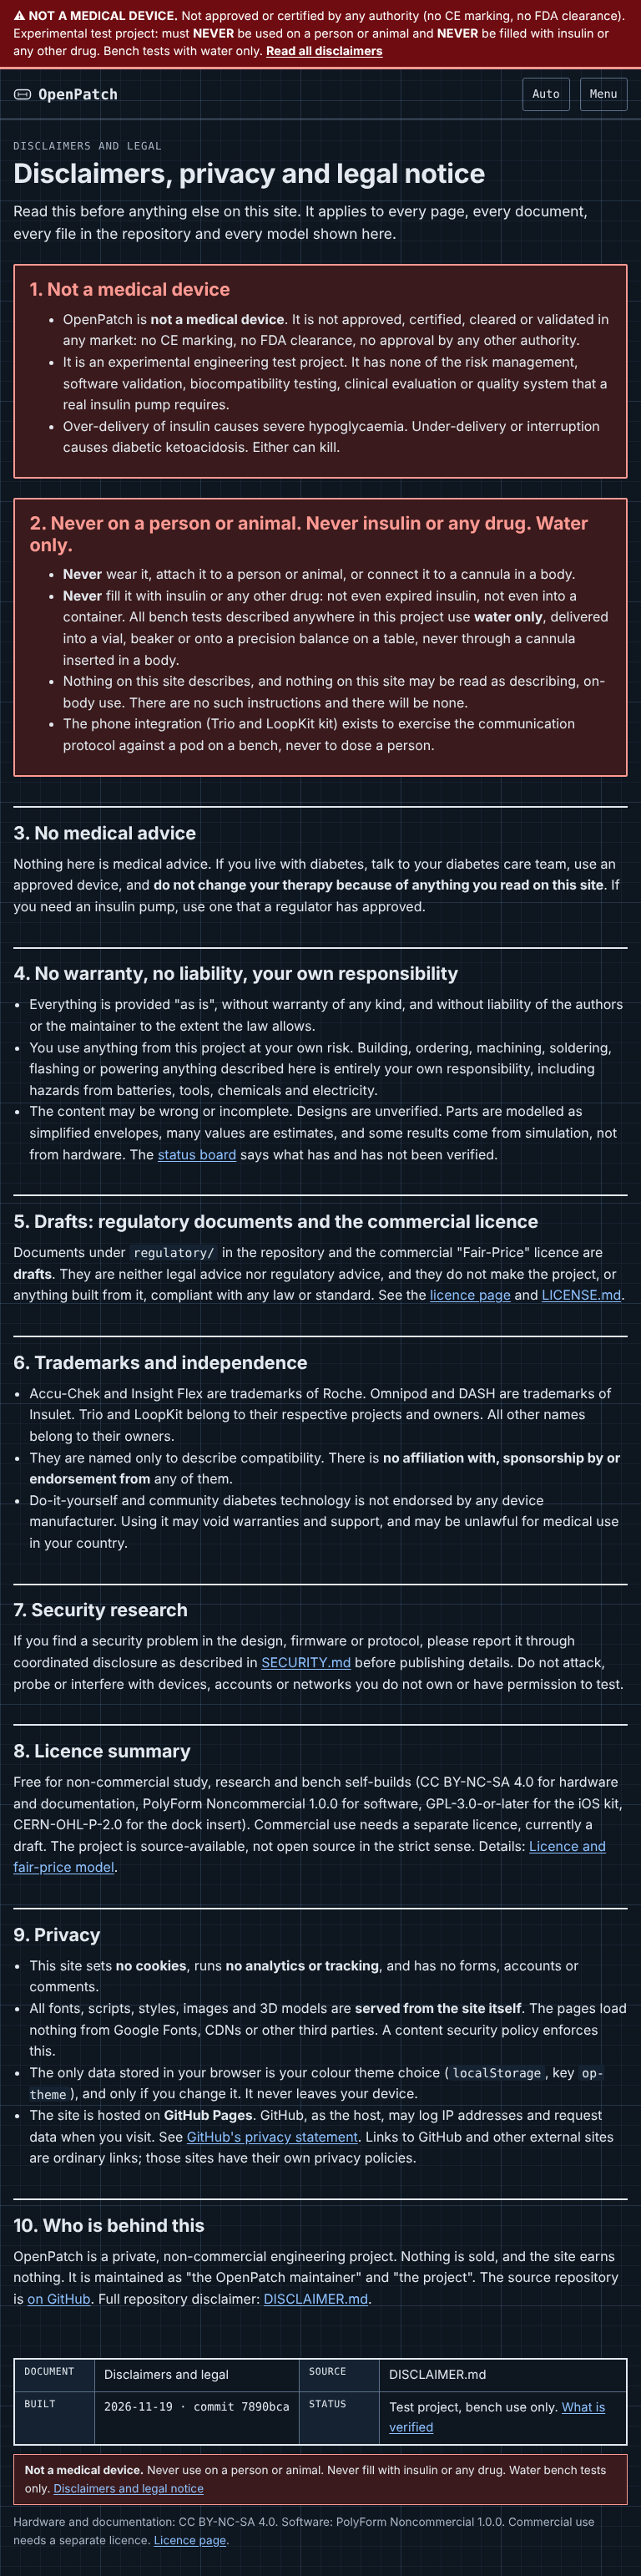 ⚠ NOT A MEDICAL DEVICE. Not approved or certified by any authority (no CE marking, no FDA clearance).
Experimental test project: must NEVER be used on a person or animal and NEVER be filled with insulin or
any other drug. Bench tests with water only. Read all disclaimers
OpenPatch
Auto
Menu
DISCLAIMERS AND LEGAL
Disclaimers, privacy and legal notice
Read this before anything else on this site. It applies to every page, every document,
every file in the repository and every model shown here.
1. Not a medical device
• OpenPatch is not a medical device. It is not approved, certified, cleared or validated in
any market: no CE marking, no FDA clearance, no approval by any other authority.
• It is an experimental engineering test project. It has none of the risk management,
software validation, biocompatibility testing, clinical evaluation or quality system that a
real insulin pump requires.
• Over-delivery of insulin causes severe hypoglycaemia. Under-delivery or interruption
causes diabetic ketoacidosis. Either can kill.
2. Never on a person or animal. Never insulin or any drug. Water
only.
• Never wear it, attach it to a person or animal, or connect it to a cannula in a body.
• Never fill it with insulin or any other drug: not even expired insulin, not even into a
container. All bench tests described anywhere in this project use water only, delivered
into a vial, beaker or onto a precision balance on a table, never through a cannula
inserted in a body.
• Nothing on this site describes, and nothing on this site may be read as describing, on-
body use. There are no such instructions and there will be none.
• The phone integration (Trio and LoopKit kit) exists to exercise the communication
protocol against a pod on a bench, never to dose a person.
3. No medical advice
Nothing here is medical advice. If you live with diabetes, talk to your diabetes care team, use an
approved device, and do not change your therapy because of anything you read on this site. If
you need an insulin pump, use one that a regulator has approved.
4. No warranty, no liability, your own responsibility
• Everything is provided "as is", without warranty of any kind, and without liability of the authors
or the maintainer to the extent the law allows.
• You use anything from this project at your own risk. Building, ordering, machining, soldering,
flashing or powering anything described here is entirely your own responsibility, including
hazards from batteries, tools, chemicals and electricity.
• The content may be wrong or incomplete. Designs are unverified. Parts are modelled as
simplified envelopes, many values are estimates, and some results come from simulation, not
from hardware. The status board says what has and has not been verified.
5. Drafts: regulatory documents and the commercial licence
Documents under regulatory/ in the repository and the commercial "Fair-Price" licence are
drafts. They are neither legal advice nor regulatory advice, and they do not make the project, or
anything built from it, compliant with any law or standard. See the licence page and LICENSE.md.
6. Trademarks and independence
• Accu-Chek and Insight Flex are trademarks of Roche. Omnipod and DASH are trademarks of
Insulet. Trio and LoopKit belong to their respective projects and owners. All other names
belong to their owners.
• They are named only to describe compatibility. There is no affiliation with, sponsorship by or
endorsement from any of them.
• Do-it-yourself and community diabetes technology is not endorsed by any device
manufacturer. Using it may void warranties and support, and may be unlawful for medical use
in your country.
7. Security research
If you find a security problem in the design, firmware or protocol, please report it through
coordinated disclosure as described in SECURITY.md before publishing details. Do not attack,
probe or interfere with devices, accounts or networks you do not own or have permission to test.
8. Licence summary
Free for non-commercial study, research and bench self-builds (CC BY-NC-SA 4.0 for hardware
and documentation, PolyForm Noncommercial 1.0.0 for software, GPL-3.0-or-later for the iOS kit,
CERN-OHL-P-2.0 for the dock insert). Commercial use needs a separate licence, currently a
draft. The project is source-available, not open source in the strict sense. Details: Licence and
fair-price model.
9. Privacy
• This site sets no cookies, runs no analytics or tracking, and has no forms, accounts or
comments.
• All fonts, scripts, styles, images and 3D models are served from the site itself. The pages load
nothing from Google Fonts, CDNs or other third parties. A content security policy enforces
this.
• The only data stored in your browser is your colour theme choice (localStorage, key op-
theme), and only if you change it. It never leaves your device.
• The site is hosted on GitHub Pages. GitHub, as the host, may log IP addresses and request
data when you visit. See GitHub's privacy statement. Links to GitHub and other external sites
are ordinary links; those sites have their own privacy policies.
10. Who is behind this
OpenPatch is a private, non-commercial engineering project. Nothing is sold, and the site earns
nothing. It is maintained as "the OpenPatch maintainer" and "the project". The source repository
is on GitHub. Full repository disclaimer: DISCLAIMER.md.
DOCUMENT
Disclaimers and legal
SOURCE
DISCLAIMER.md
BUILT
2026-11-19 · commit 7890bca
STATUS
Test project, bench use only. What is
verified
Not a medical device. Never use on a person or animal. Never fill with insulin or any drug. Water bench tests
only. Disclaimers and legal notice
Hardware and documentation: CC BY-NC-SA 4.0. Software: PolyForm Noncommercial 1.0.0. Commercial use
needs a separate licence. Licence page.